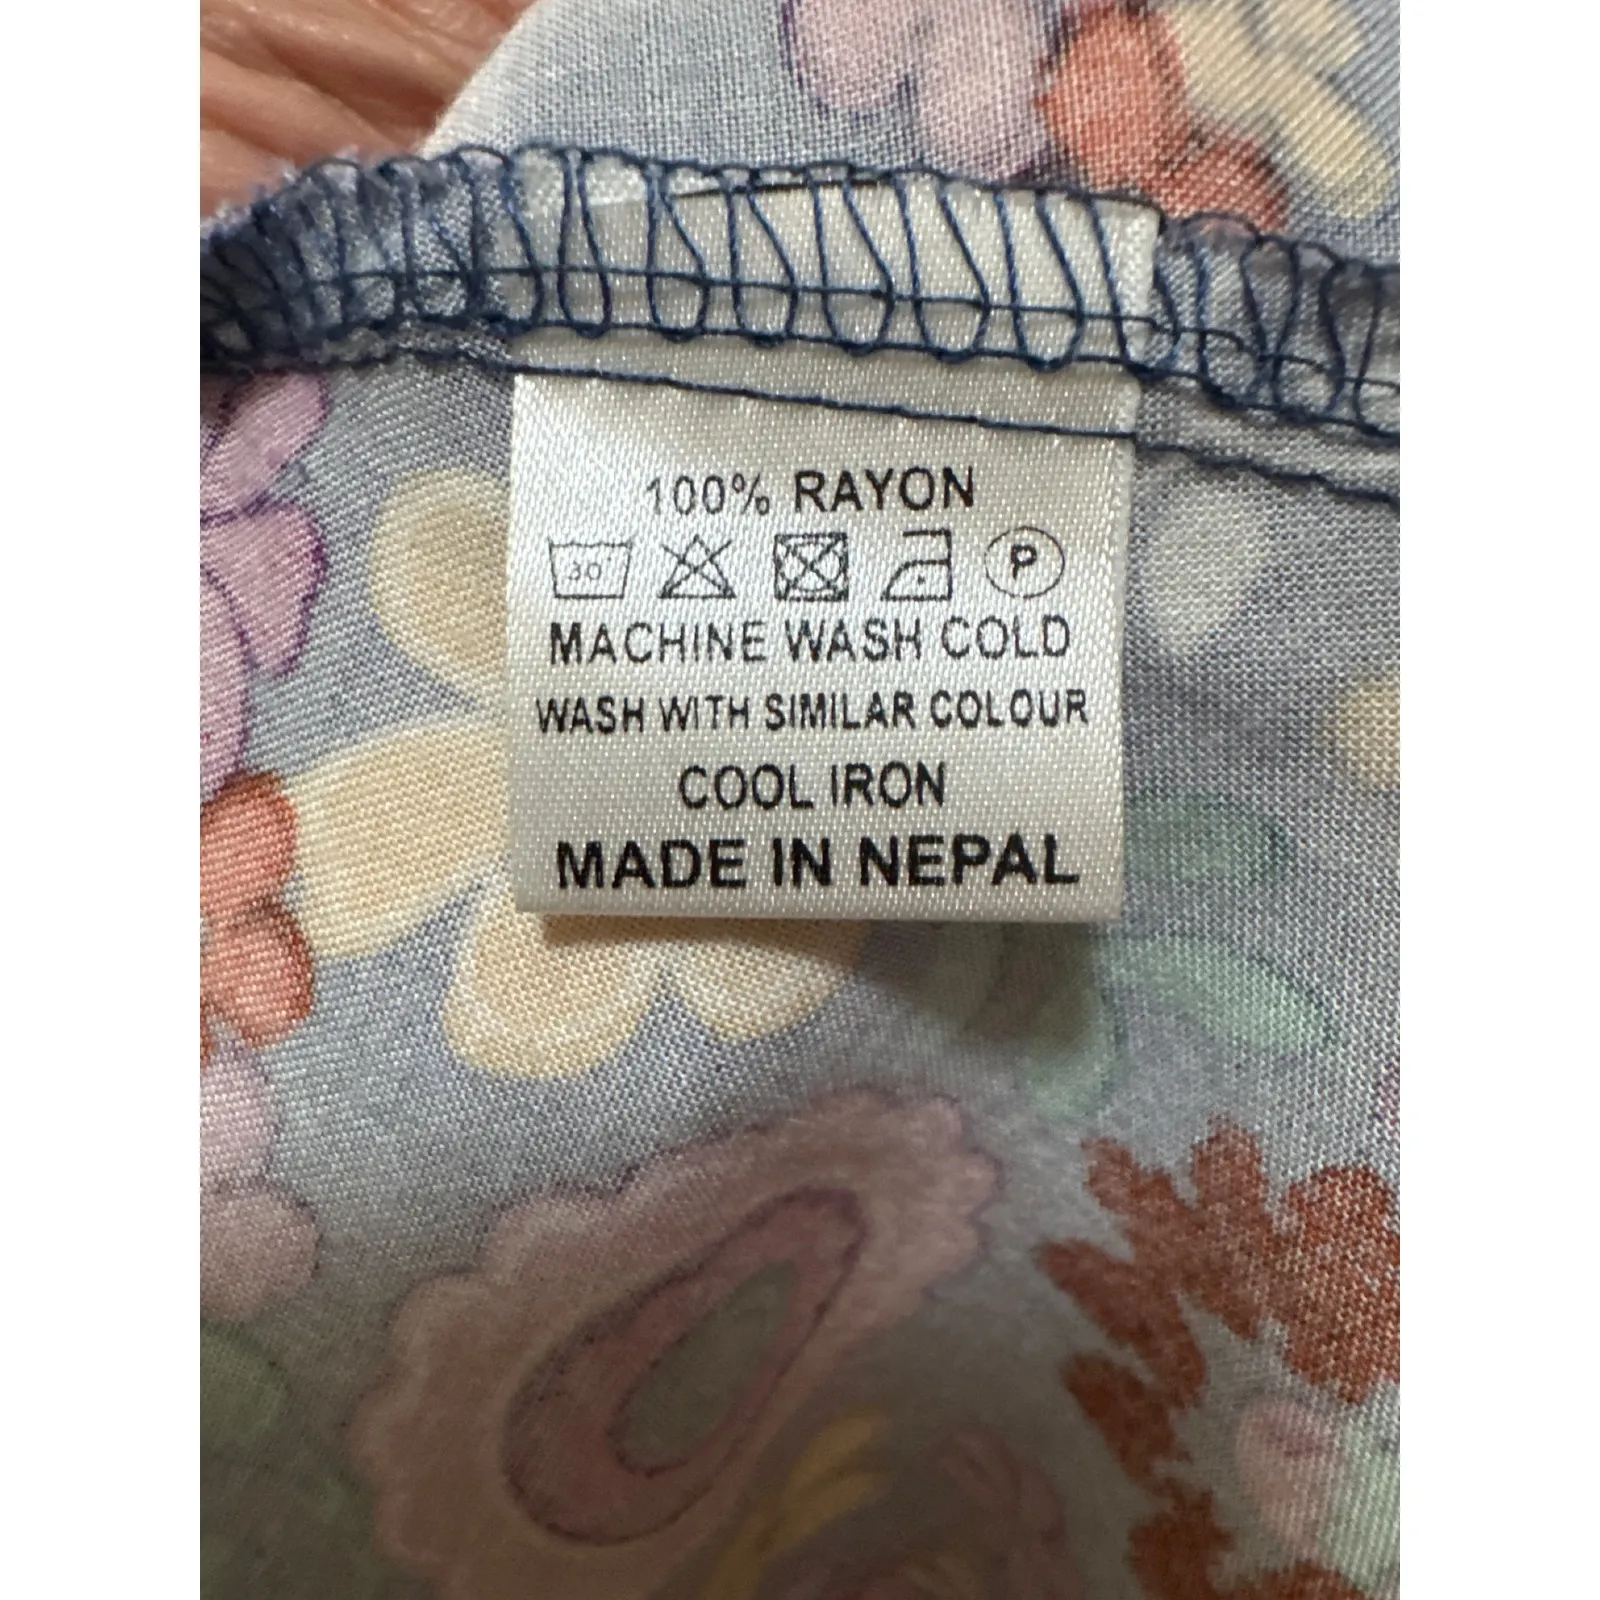 100% RAYON
30° P
MACHINE WASH COLD
WASH WITH SIMILAR COLOUR
COOL IRON
MADE IN NEPAL